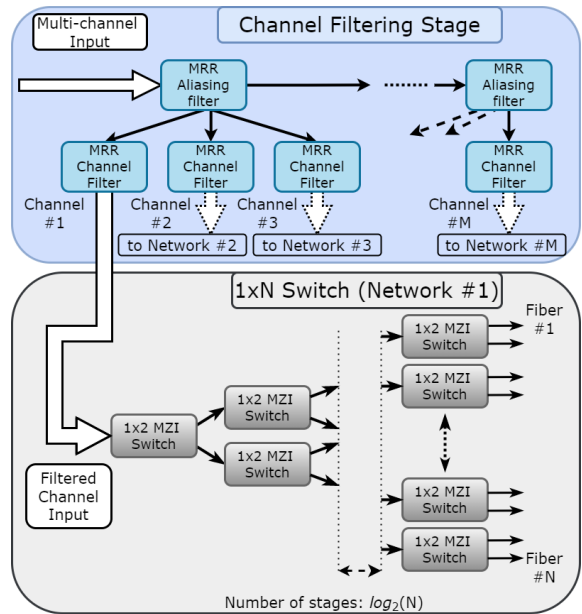 Channel Filtering Stage
Multi-channel
Input
MRR
Aliasing
filter
MRR
Aliasing
filter
MRR
Channel
Filter
MRR
Channel
Filter
MRR
Channel
Filter
MRR
Channel
Filter
Channel
#1
Channel
#2
Channel
#3
Channel
#M
to Network #2
to Network #3
to Network #M
1xN Switch (Network #1)
1x2 MZI
Switch
Fiber
#1
1x2 MZI
Switch
1x2 MZI
Switch
1x2 MZI
Switch
1x2 MZI
Switch
Filtered
Channel
Input
1x2 MZI
Switch
1x2 MZI
Switch
Fiber
#N
Number of stages: log₂(N)